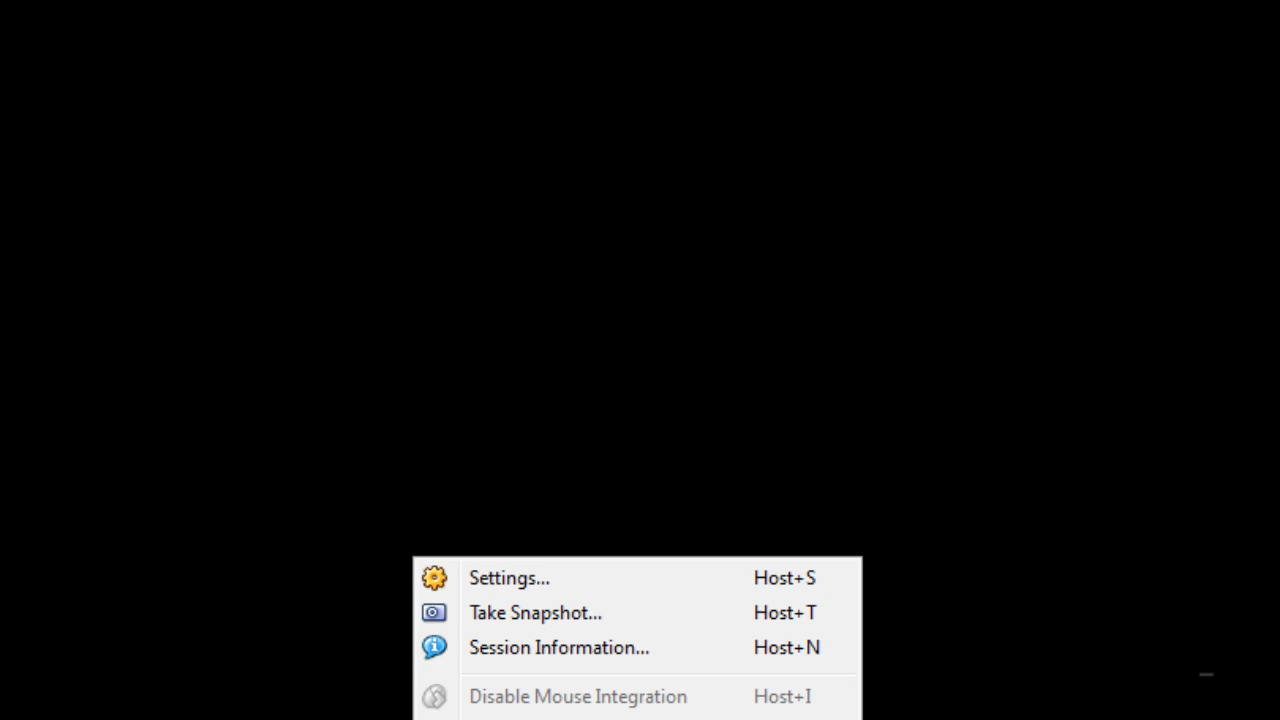 Settings... Host+S
Take Snapshot... Host+T
Session Information... Host+N
Disable Mouse Integration Host+I